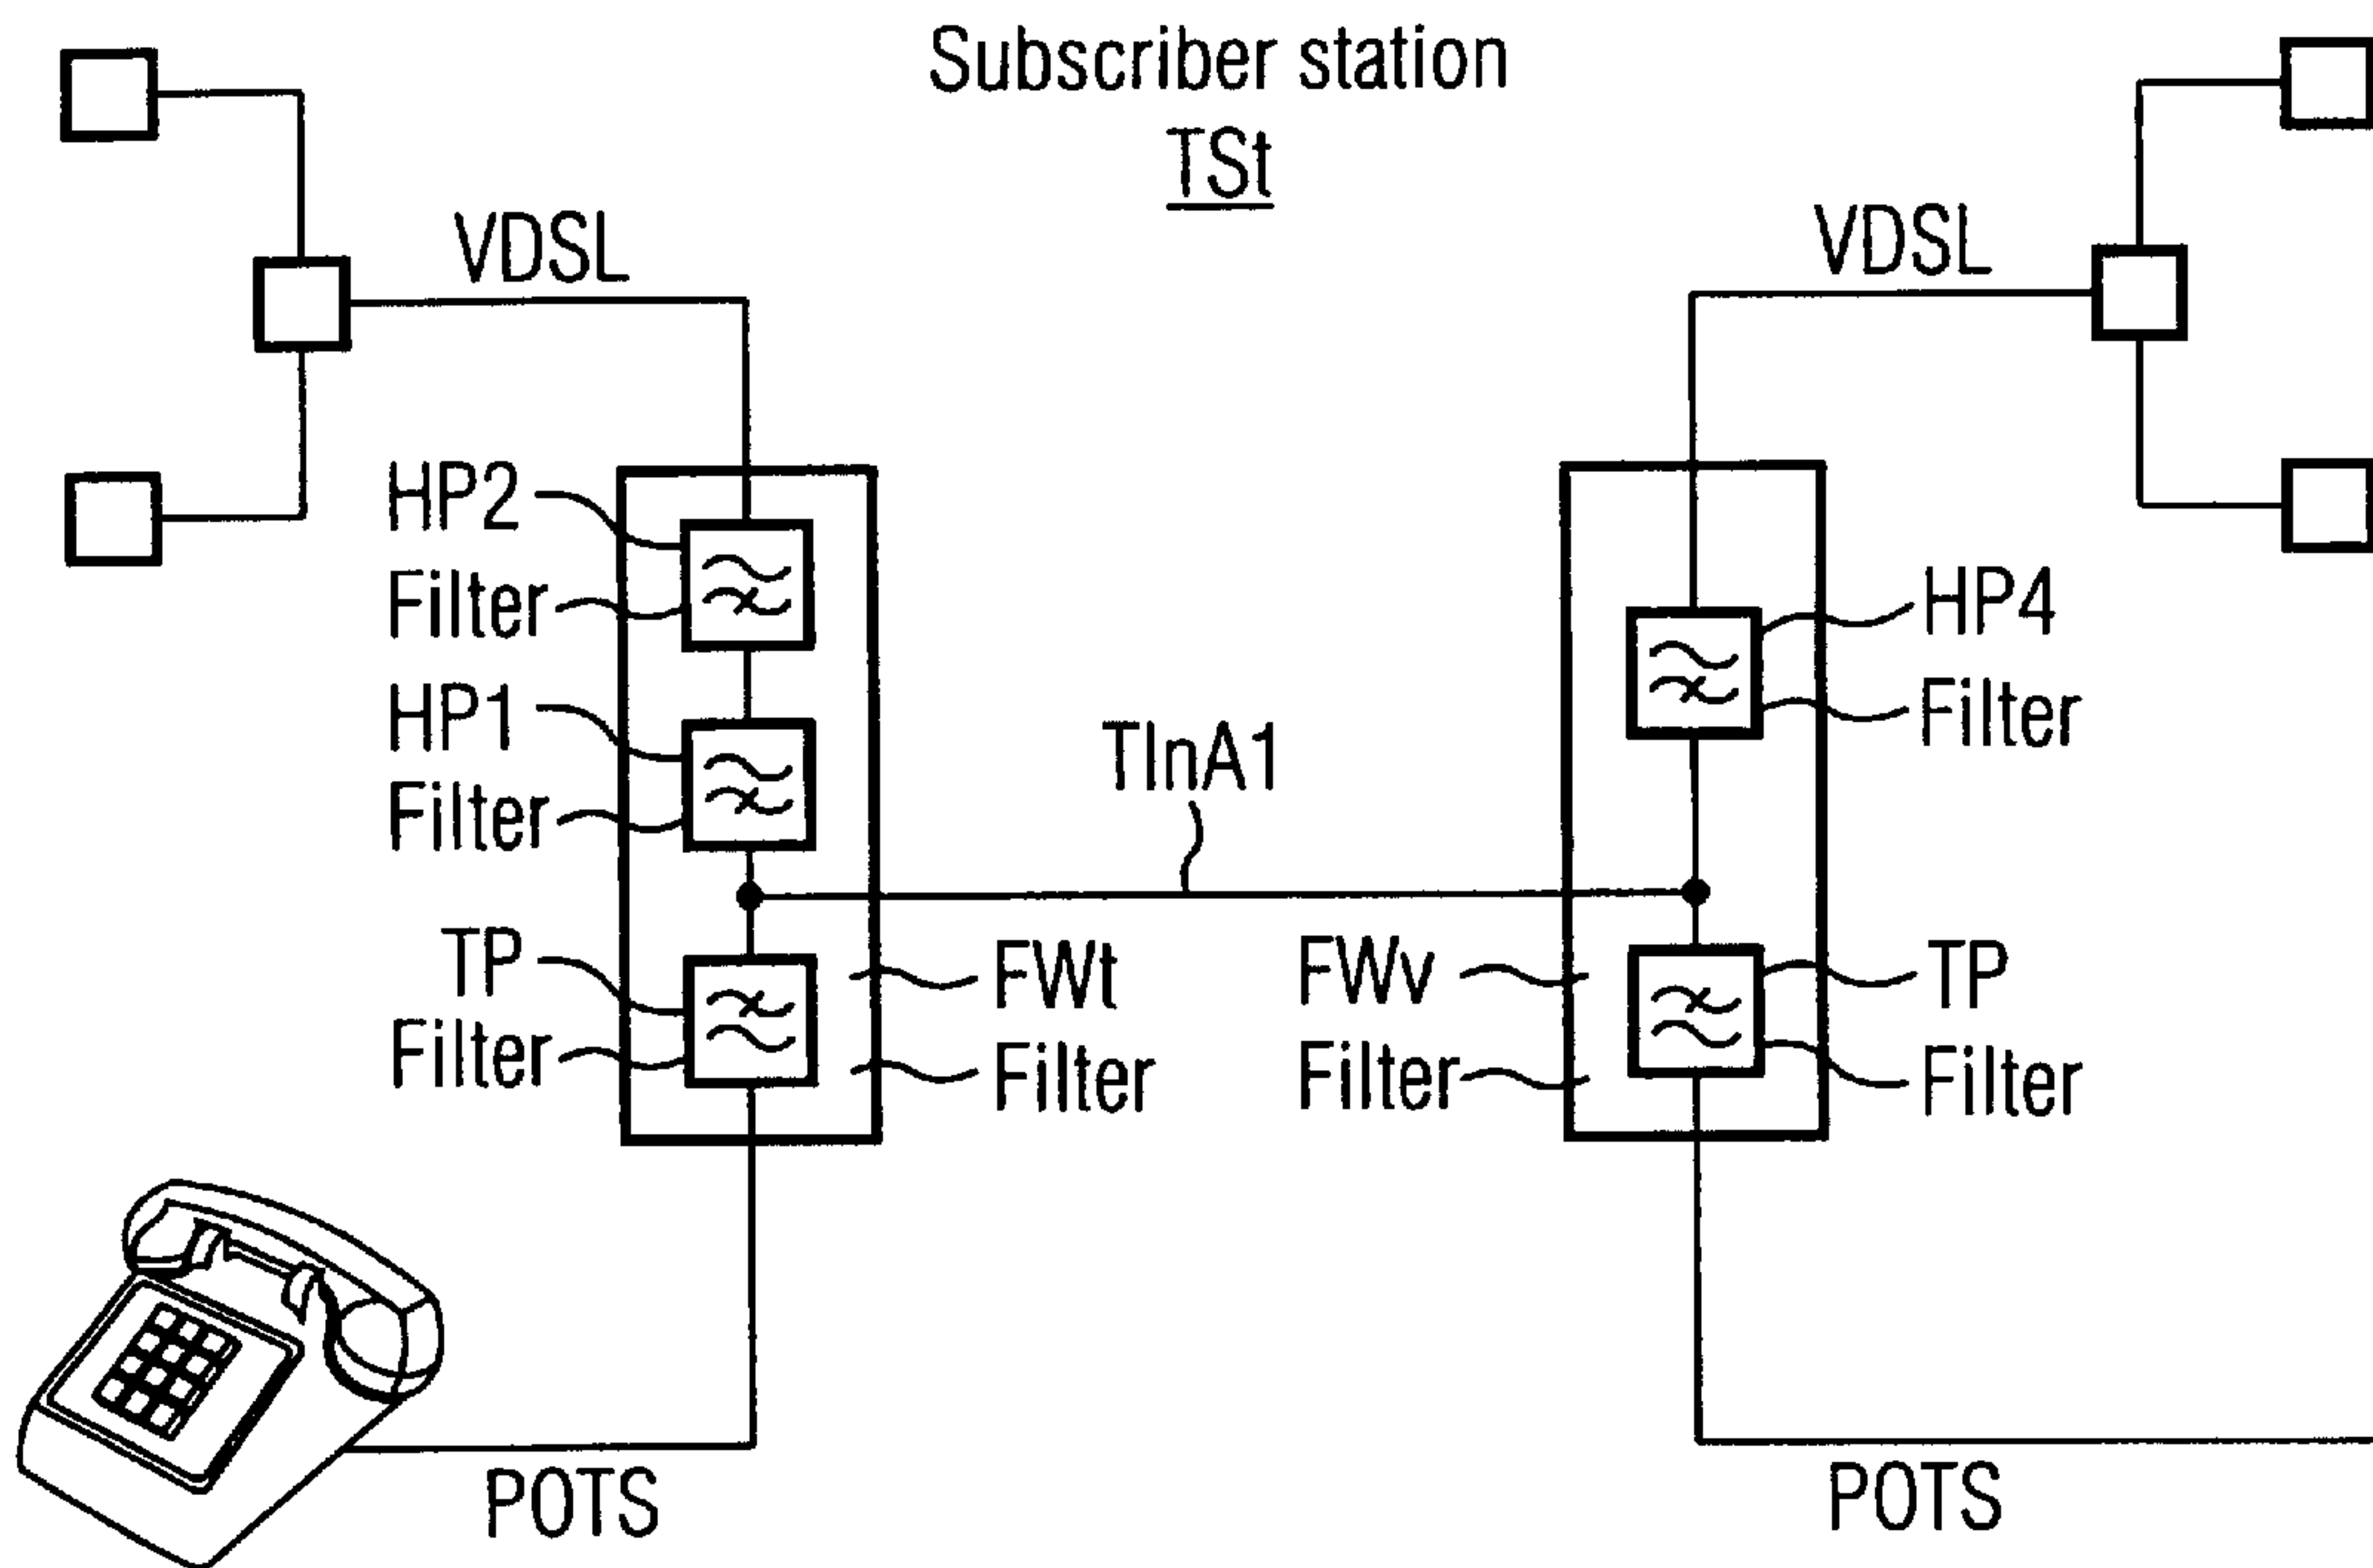 Subscriber station
TSt
VDSL
VDSL
HP2
Filter
HP1
Filter
TP
Filter
FWt
Filter
TlnA1
FWv
Filter
HP4
Filter
TP
Filter
POTS
POTS